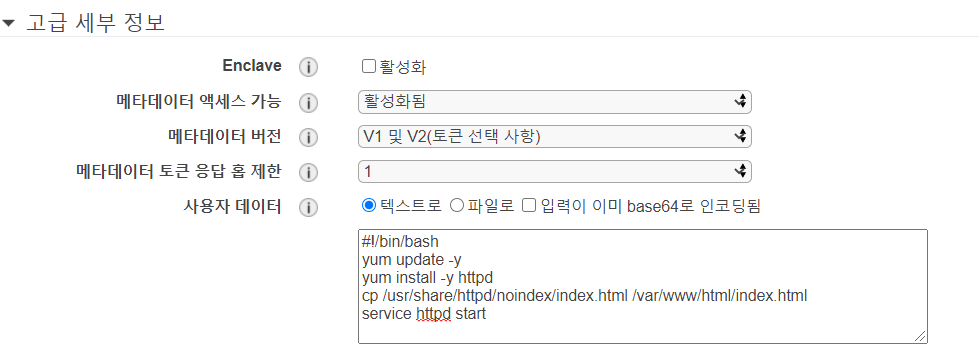 고급 세부 정보
Enclave 활성화
메타데이터 액세스 가능 활성화됨
메타데이터 버전 V1 및 V2(토큰 선택 사항)
메타데이터 토큰 응답 홉 제한 1
사용자 데이터 텍스트로 파일로 입력이 이미 base64로 인코딩됨
#!/bin/bash
yum update -y
yum install -y httpd
cp /usr/share/httpd/noindex/index.html /var/www/html/index.html
service httpd start